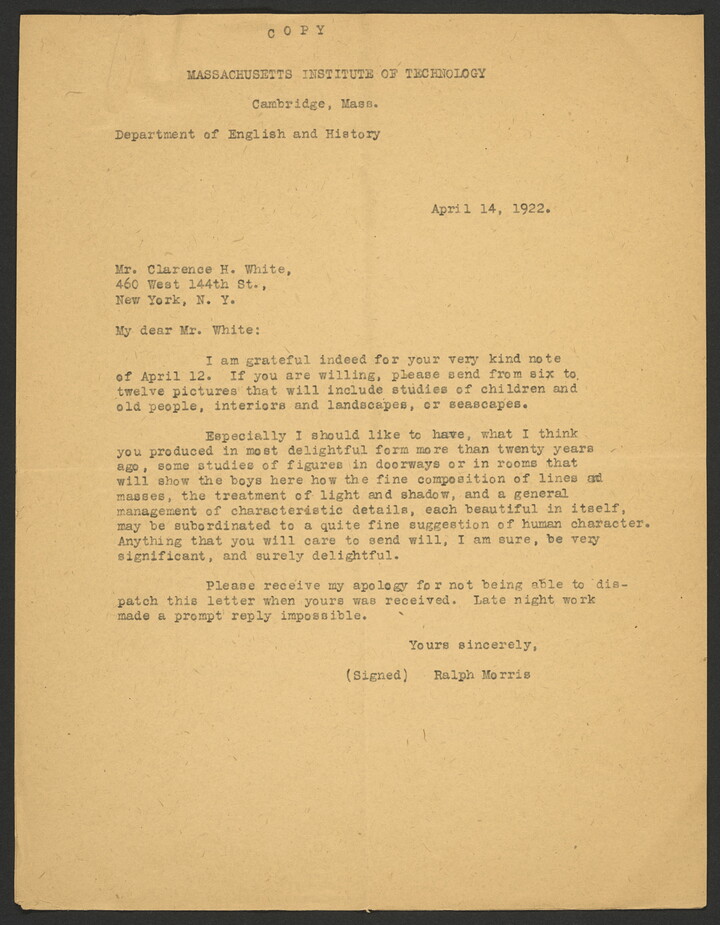 COPY
MASSACHUSETTS INSTITUTE OF TECHNOLOGY
Cambridge, Mass.
Department of English and History
April 14, 1922.
Mr. Clarence H. White,
460 West 144th St.,
New York, N. Y.
My dear Mr. White:
I am grateful indeed for your very kind note
of April 12. If you are willing, please send from six to
twelve pictures that will include studies of children and
old people, interiors and landscapes, or seascapes.
Especially I should like to have, what I think
you produced in most delightful form more than twenty years
ago, some studies of figures in doorways or in rooms that
will show the boys here how the fine composition of lines and
masses, the treatment of light and shadow, and a general
management of characteristic details, each beautiful in itself,
may be subordinated to a quite fine suggestion of human character.
Anything that you will care to send will, I am sure, be very
significant, and surely delightful.
Please receive my apology for not being able to dis-
patch this letter when yours was received. Late night work
made a prompt reply impossible.
Yours sincerely,
(Signed) Ralph Morris